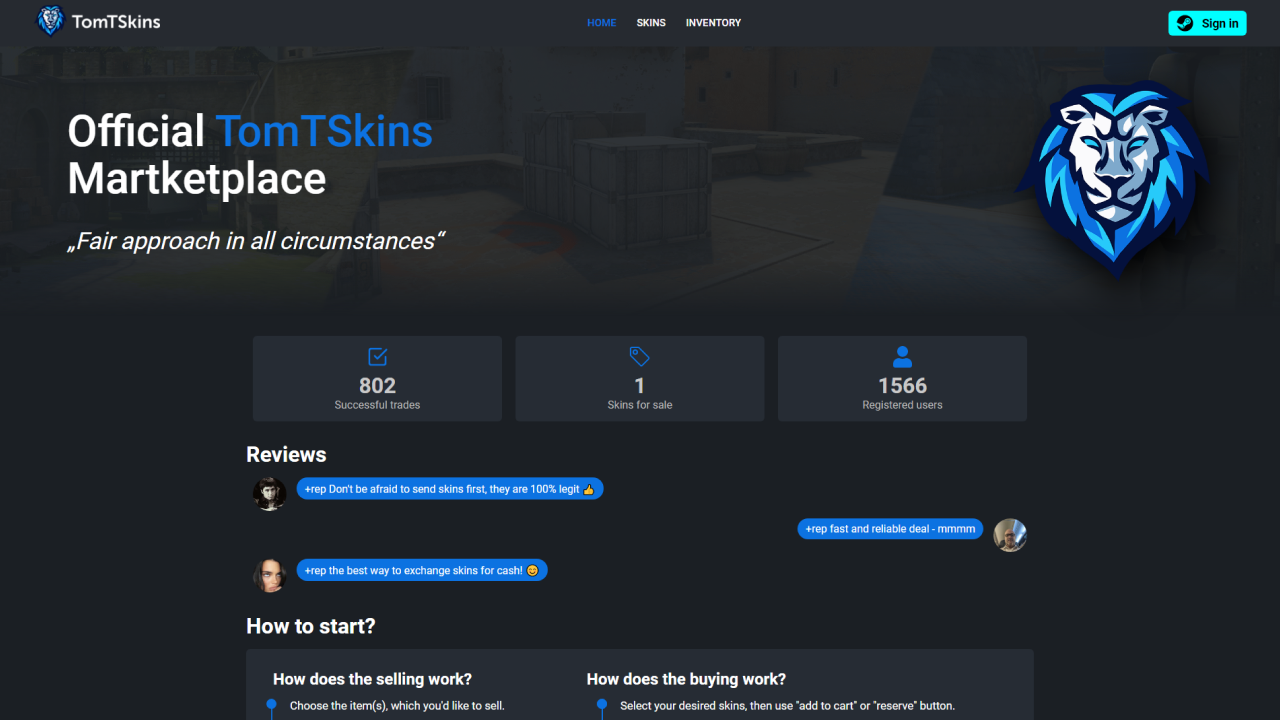 TomTSkins
HOME
SKINS
INVENTORY
Sign in
Official TomTSkins
Martketplace
„Fair approach in all circumstances“
802
Successful trades
1
Skins for sale
1566
Registered users
Reviews
+rep Don't be afraid to send skins first, they are 100% legit 👍
+rep fast and reliable deal - mmmm
+rep the best way to exchange skins for cash! 😊
How to start?
How does the selling work?
Choose the item(s), which you'd like to sell.
How does the buying work?
Select your desired skins, then use "add to cart" or "reserve" button.